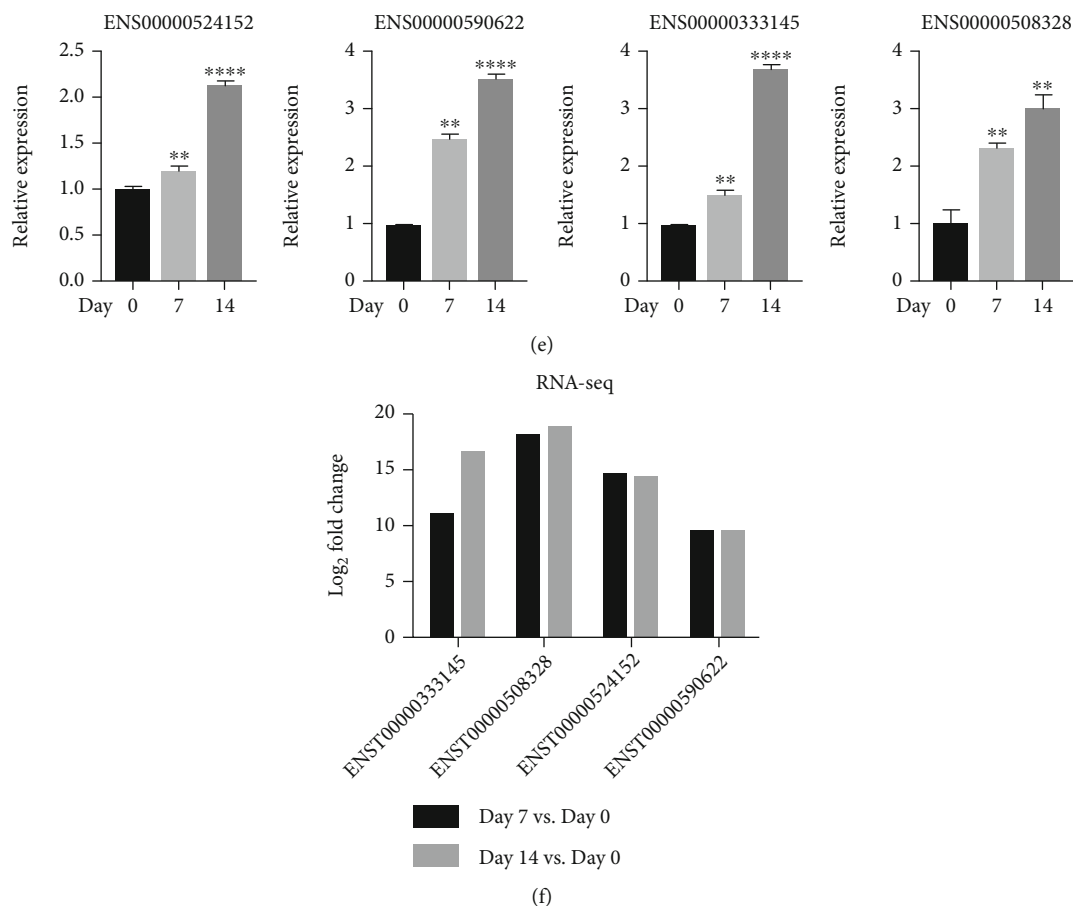 ENS00000524152
Relative expression
2.5
2.0
1.5
1.0
0.5
0.0
**
****
Day 0 7 14
ENS00000590622
Relative expression
4
3
2
1
0
**
****
Day 0 7 14
ENS00000333145
Relative expression
4
3
2
1
0
**
****
Day 0 7 14
ENS00000508328
Relative expression
4
3
2
1
0
**
**
Day 0 7 14
(e)
RNA-seq
Log2 fold change
20
15
10
5
0
ENST00000333145
ENST00000508328
ENST00000524152
ENST00000590622
Day 7 vs. Day 0
Day 14 vs. Day 0
(f)